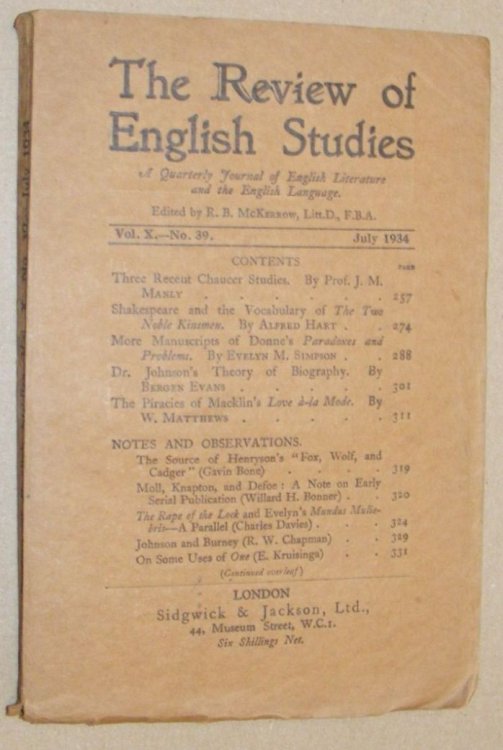 The Review of
English Studies
A Quarterly Journal of English Literature
and the English Language.
Edited by R. B. McKERROW, Litt.D., F.B.A.
Vol. X.—No. 39. July 1934
CONTENTS
PAGE
Three Recent Chaucer Studies. By Prof. J. M.
MANLY . . . . . . 257
Shakespeare and the Vocabulary of The Two
Noble Kinsmen. By ALFRED HART . . 274
More Manuscripts of Donne's Paradoxes and
Problems. By EVELYN M. SIMPSON . . 288
Dr. Johnson's Theory of Biography. By
BERGEN EVANS . . . . . 301
The Piracies of Macklin's Love à-la Mode. By
W. MATTHEWS . . . . . 311
NOTES AND OBSERVATIONS.
The Source of Henryson's "Fox, Wolf, and
Cadger" (Gavin Bone) . . . . 319
Moll, Knapton, and Defoe : A Note on Early
Serial Publication (Willard H. Bonner) . . 320
The Rape of the Lock and Evelyn's Mundus Mulie-
bris—A Parallel (Charles Davies) . . . 324
Johnson and Burney (R. W. Chapman) . . 329
On Some Uses of One (E. Kruisinga) . . 331
(Continued overleaf)
LONDON
Sidgwick & Jackson, Ltd.,
44, Museum Street, W.C.1.
Six Shillings Net.
July 1934